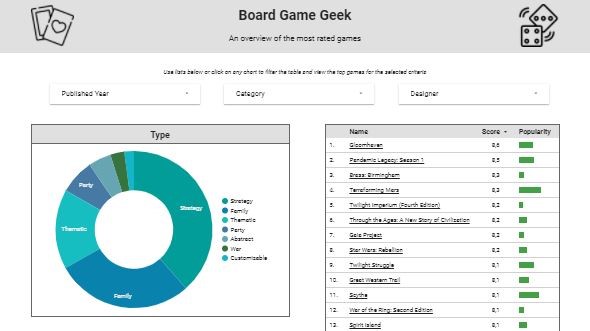 Board Game Geek
An overview of the most rated games
Use lists below or click on any chart to filter the table and view the top games for the selected criteria
Published Year
Category
Designer
Type
Strategy
Family
Thematic
Party
Strategy
Family
Thematic
Party
Abstract
War
Customizable
Name Score Popularity
1. Gloomhaven 8,6
2. Pandemic Legacy: Season 1 8,5
3. Brass: Birmingham 8,3
4. Terraforming Mars 8,3
5. Twilight Imperium (Fourth Edition) 8,2
6. Through the Ages: A New Story of Civilization 8,2
7. Gaia Project 8,2
8. Star Wars: Rebellion 8,2
9. Twilight Struggle 8,1
10. Great Western Trail 8,1
11. Scythe 8,1
12. War of the Ring: Second Edition 8,1
13. Spirit Island 8,1